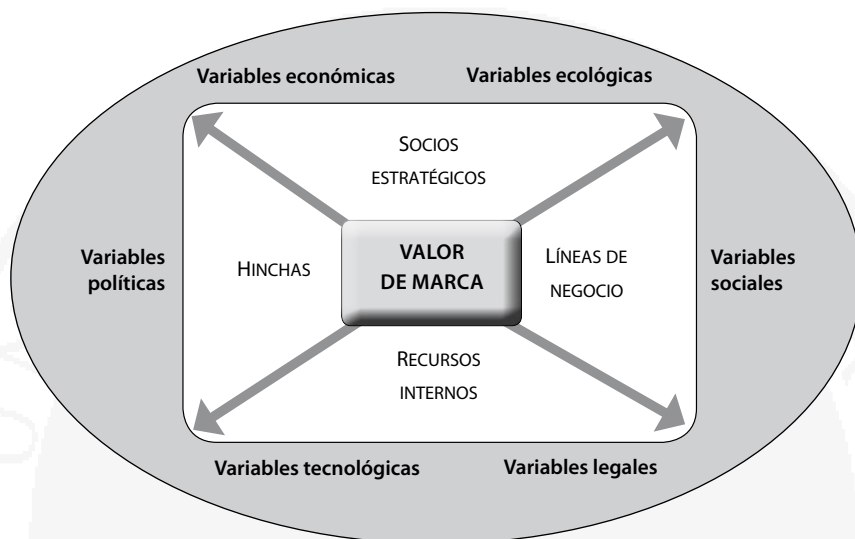 Variables económicas
Variables ecológicas
SOCIOS
ESTRATÉGICOS
Variables
políticas
HINCHAS
VALOR
DE MARCA
LÍNEAS DE
NEGOCIO
Variables
sociales
RECURSOS
INTERNOS
Variables tecnológicas
Variables legales